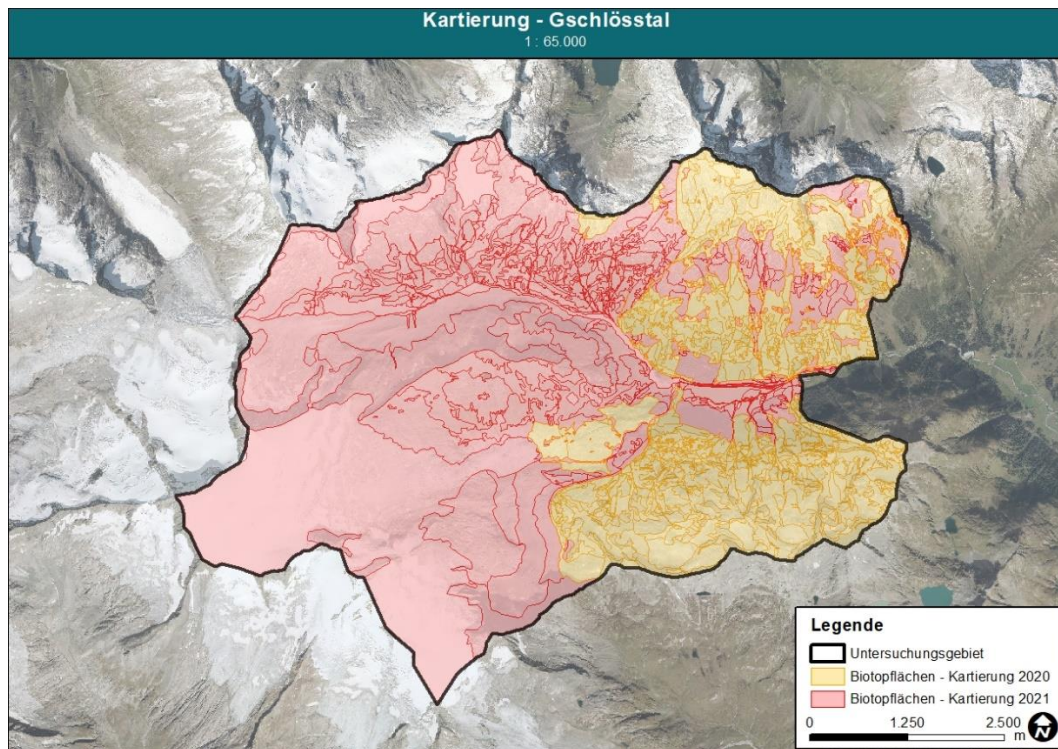 Kartierung - Gschlösstal
1 : 65.000
Legende
Untersuchungsgebiet
Biotopflächen - Kartierung 2020
Biotopflächen - Kartierung 2021
0 1.250 2.500
m N